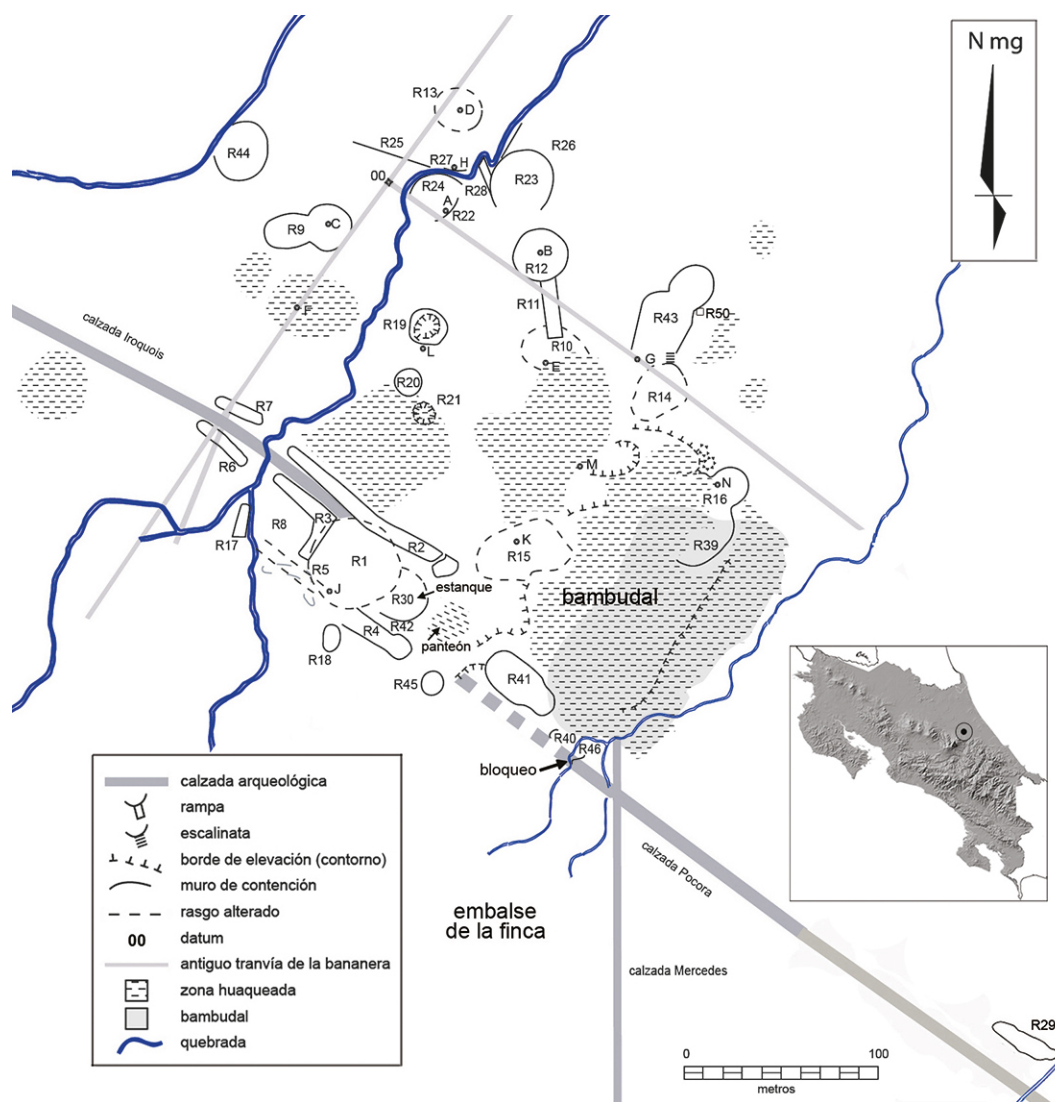 N mg
R13
D
R25
R26
R44
R27
H
R23
00
R24
R28
A
R22
R9
C
B
R12
R11
R43
R50
F
calzada Iroquois
R19
R10
L
E
G
R20
R14
R21
R7
R6
M
N
R16
R8
R3
R17
R2
K
R15
R39
R5
R1
J
estanque
bambudal
R30
R42
R4
panteón
R18
R45
R41
R40
R46
bloqueo
calzada Pocora
embalse
de la finca
calzada Mercedes
R29
0
100
metros
calzada arqueológica
rampa
escalinata
borde de elevación (contorno)
muro de contención
rasgo alterado
00
datum
antiguo tranvía de la bananera
zona huaqueada
bambudal
quebrada